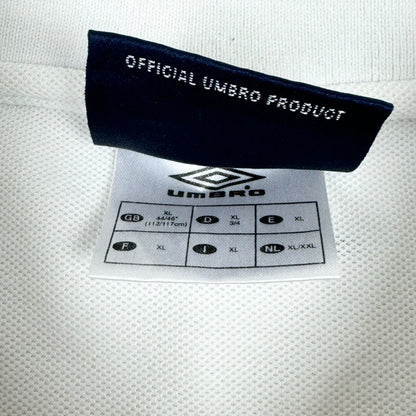 OFFICIAL UMBRO PRODUCT
umbro
GB XL 44/46" (112/117cm) D XL 3/4 E XL
F XL I XL NL XL/XXL